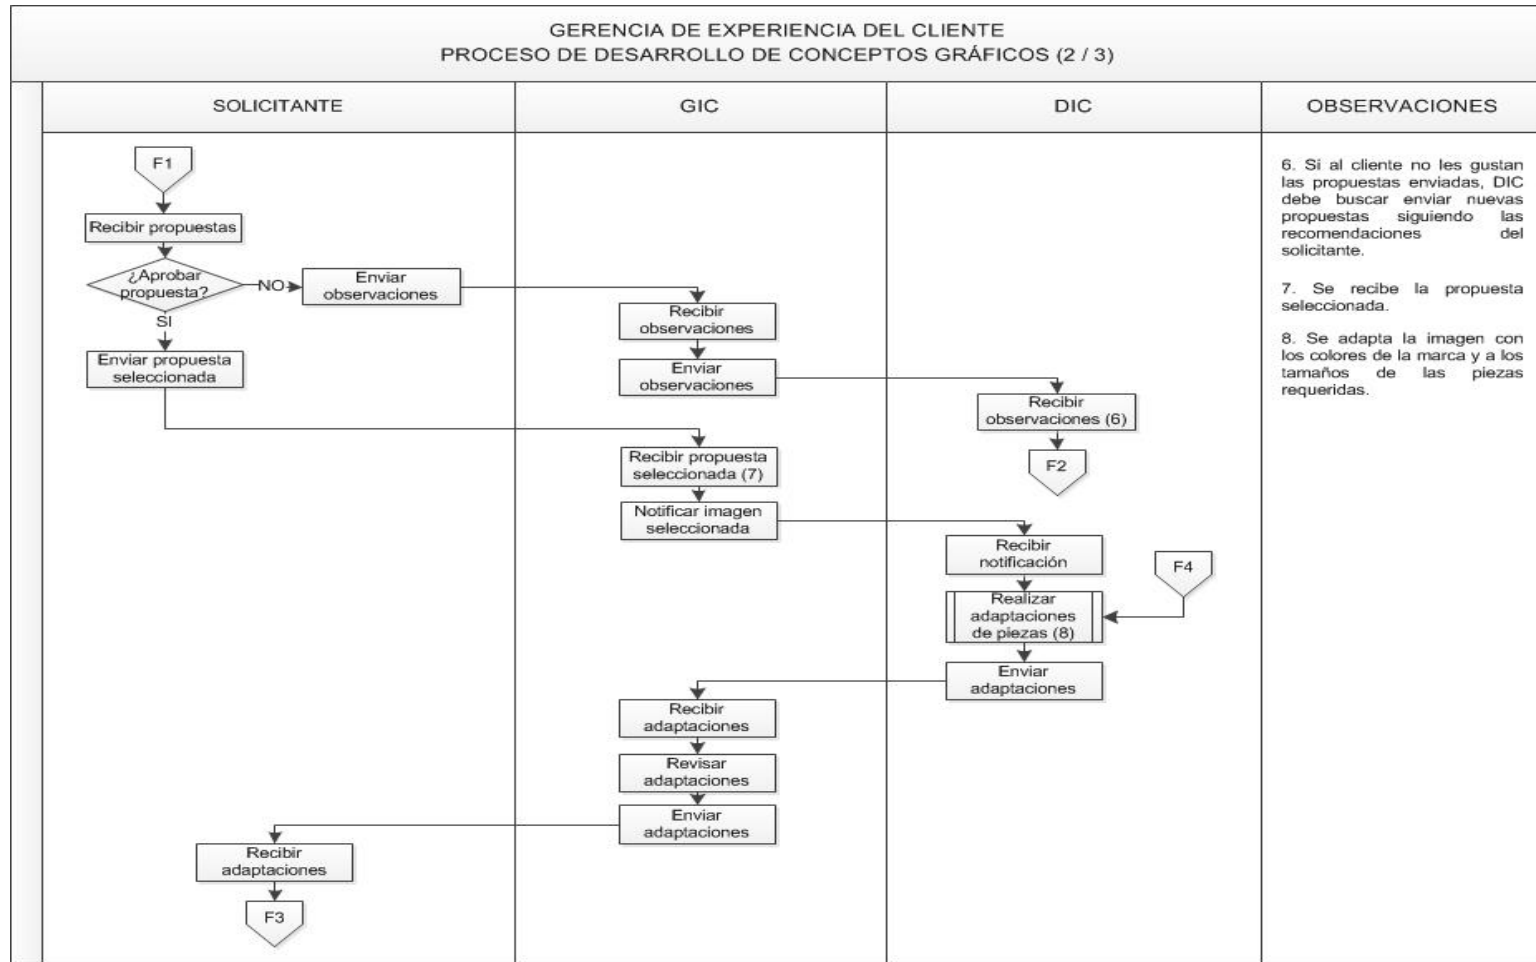 GERENCIA DE EXPERIENCIA DEL CLIENTE
PROCESO DE DESARROLLO DE CONCEPTOS GRÁFICOS (2 / 3)
SOLICITANTE
GIC
DIC
OBSERVACIONES
F1
Recibir propuestas
¿Aprobar
propuesta?
NO
Enviar
observaciones
SI
Enviar propuesta
seleccionada
Recibir
observaciones
Enviar
observaciones
Recibir
observaciones (6)
F2
Recibir propuesta
seleccionada (7)
Notificar imagen
seleccionada
Recibir
notificación
F4
Realizar
adaptaciones
de piezas (8)
Enviar
adaptaciones
Recibir
adaptaciones
Revisar
adaptaciones
Enviar
adaptaciones
Recibir
adaptaciones
F3
6. Si al cliente no les gustan
las propuestas enviadas, DIC
debe buscar enviar nuevas
propuestas siguiendo las
recomendaciones del
solicitante.
7. Se recibe la propuesta
seleccionada.
8. Se adapta la imagen con
los colores de la marca y a los
tamaños de las piezas
requeridas.